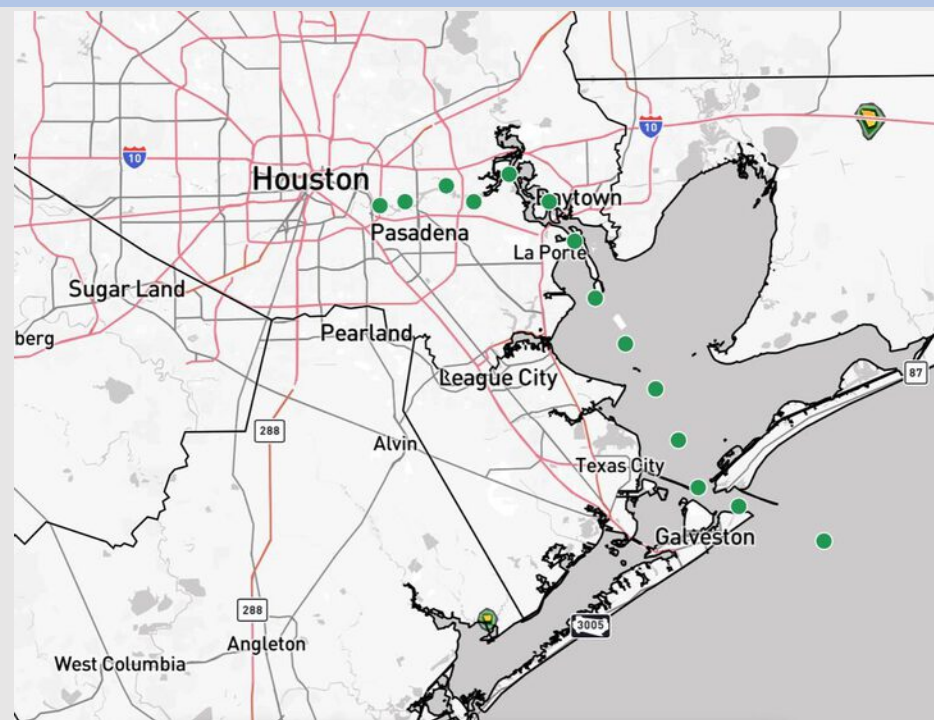 10
10
Houston
Baytown
Pasadena
La Porte
Sugar Land
berg
Pearland
87
League City
288
Alvin
Texas City
Galveston
288
3005
Angleton
West Columbia